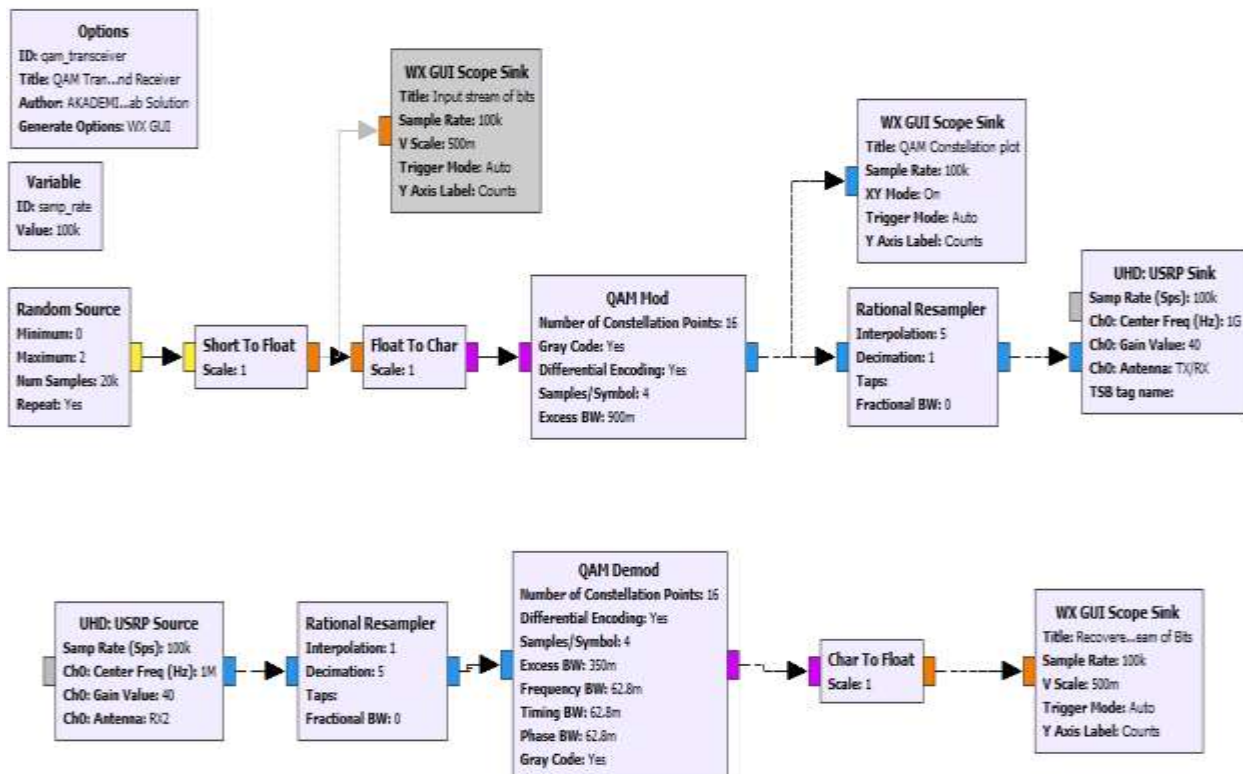 Options
ID: qam_transceiver
Title: QAM Tran...nd Receiver
Author: AKADEMI...ab Solution
Generate Options: WX GUI
Variable
ID: samp_rate
Value: 100k
WX GUI Scope Sink
Title: Input stream of bits
Sample Rate: 100k
V Scale: 500m
Trigger Mode: Auto
Y Axis Label: Counts
WX GUI Scope Sink
Title: QAM Constelation plot
Sample Rate: 100k
XY Mode: On
Trigger Mode: Auto
Y Axis Label: Counts
Random Source
Minimum: 0
Maximum: 2
Num Samples: 20k
Repeat: Yes
Short To Float
Scale: 1
Float To Char
Scale: 1
QAM Mod
Number of Constellation Points: 16
Gray Code: Yes
Differential Encoding: Yes
Samples/Symbol: 4
Excess BW: 900m
Rational Resampler
Interpolation: 5
Decimation: 1
Taps:
Fractional BW: 0
UHD: USRP Sink
Samp Rate (Sps): 100k
Ch0: Center Freq (Hz): 1G
Ch0: Gain Value: 40
Ch0: Antenna: TX/RX
TSB tag name:
UHD: USRP Source
Samp Rate (Sps): 100k
Ch0: Center Freq (Hz): 1M
Ch0: Gain Value: 40
Ch0: Antenna: RX2
Rational Resampler
Interpolation: 1
Decimation: 5
Taps:
Fractional BW: 0
QAM Demod
Number of Constellation Points: 16
Differential Encoding: Yes
Samples/Symbol: 4
Excess BW: 350m
Frequency BW: 62.8m
Timing BW: 62.8m
Phase BW: 62.8m
Gray Code: Yes
Char To Float
Scale: 1
WX GUI Scope Sink
Title: Recovere...eam of Bits
Sample Rate: 100k
V Scale: 500m
Trigger Mode: Auto
Y Axis Label: Counts